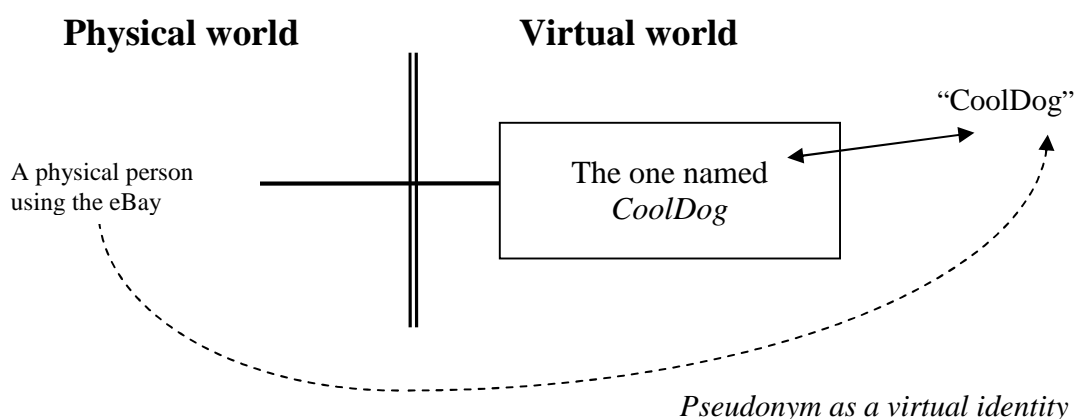 Physical world
Virtual world
“CoolDog”
A physical person
using the eBay
The one named
CoolDog
Pseudonym as a virtual identity